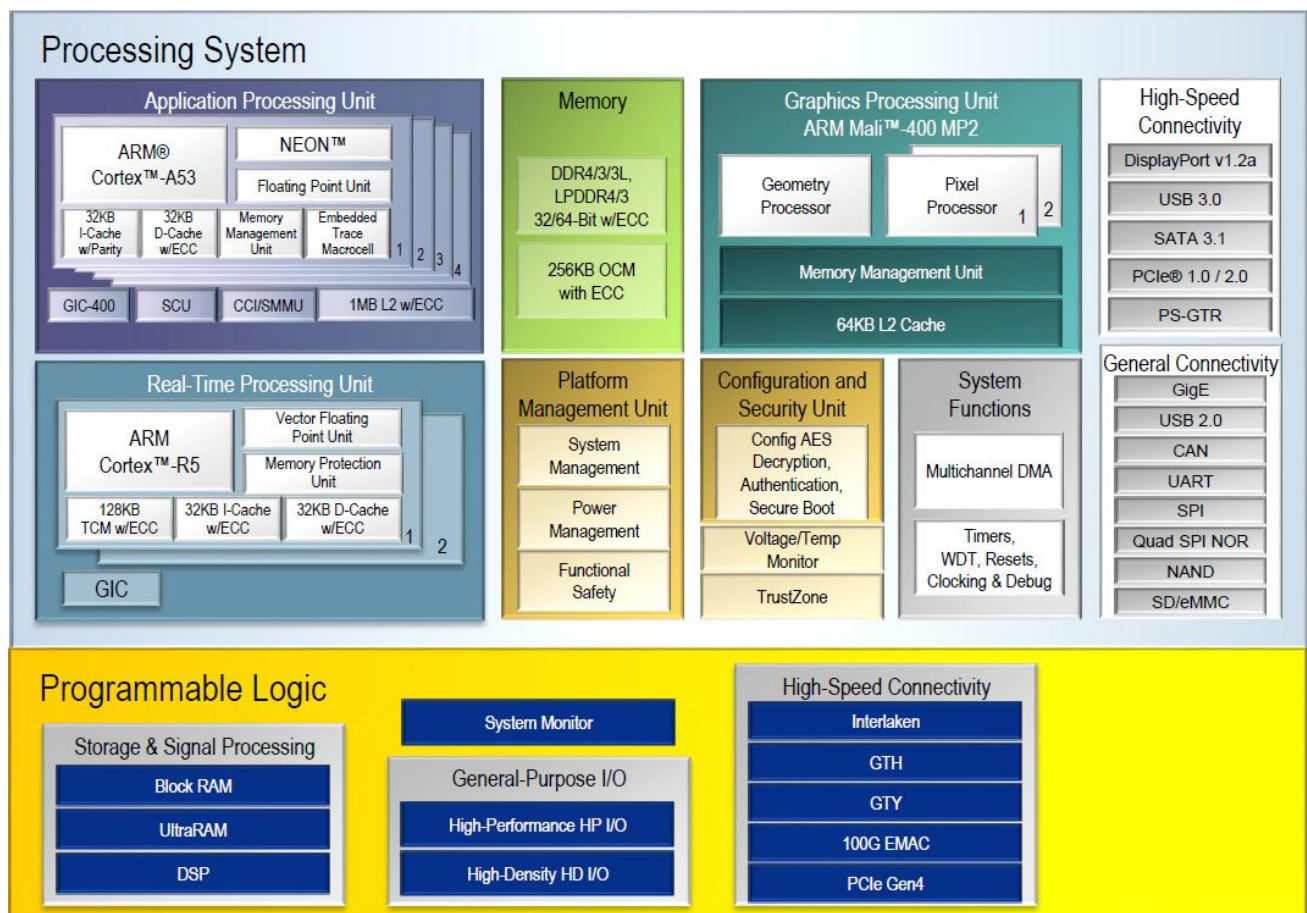 Processing System
Application Processing Unit
ARM®
Cortex™-A53
NEON™
Floating Point Unit
32KB
I-Cache
w/Parity
32KB
D-Cache
w/ECC
Memory
Management
Unit
Embedded
Trace
Macrocell
1
2
3
4
GIC-400
SCU
CCI/SMMU
1MB L2 w/ECC
Memory
DDR4/3/3L,
LPDDR4/3
32/64-Bit w/ECC
256KB OCM
with ECC
Graphics Processing Unit
ARM Mali™-400 MP2
Geometry
Processor
Pixel
Processor
1
2
Memory Management Unit
64KB L2 Cache
High-Speed
Connectivity
DisplayPort v1.2a
USB 3.0
SATA 3.1
PCIe® 1.0 / 2.0
PS-GTR
Real-Time Processing Unit
ARM
Cortex™-R5
Vector Floating
Point Unit
Memory Protection
Unit
128KB
TCM w/ECC
32KB I-Cache
w/ECC
32KB D-Cache
w/ECC
1
2
GIC
Platform
Management Unit
System
Management
Power
Management
Functional
Safety
Configuration and
Security Unit
Config AES
Decryption,
Authentication,
Secure Boot
Voltage/Temp
Monitor
TrustZone
System
Functions
Multichannel DMA
Timers,
WDT, Resets,
Clocking & Debug
General Connectivity
GigE
USB 2.0
CAN
UART
SPI
Quad SPI NOR
NAND
SD/eMMC
Programmable Logic
Storage & Signal Processing
Block RAM
UltraRAM
DSP
System Monitor
General-Purpose I/O
High-Performance HP I/O
High-Density HD I/O
High-Speed Connectivity
Interlaken
GTH
GTY
100G EMAC
PCIe Gen4